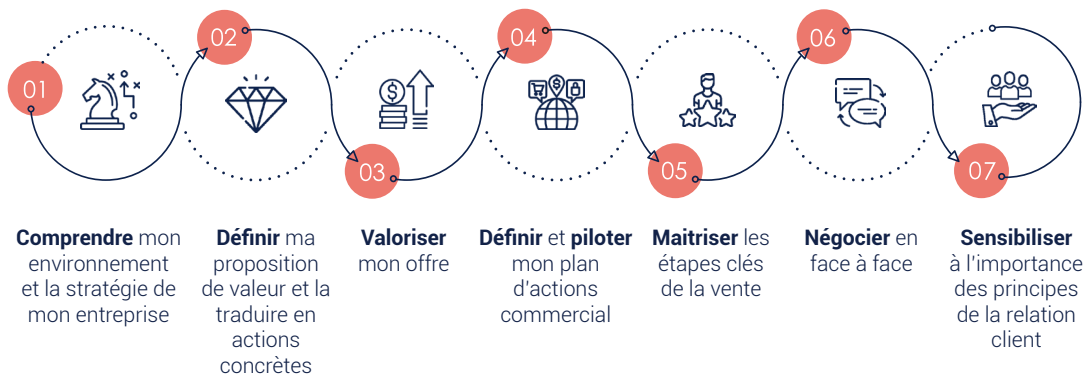 01
Comprendre mon
environnement
et la stratégie de
mon entreprise
02
Définir ma
proposition
de valeur et la
traduire en
actions
concrètes
03
Valoriser
mon offre
04
Définir et piloter
mon plan
d'actions
commercial
05
Maitriser les
étapes clés
de la vente
06
Négocier en
face à face
07
Sensibiliser
à l'importance
des principes
de la relation
client